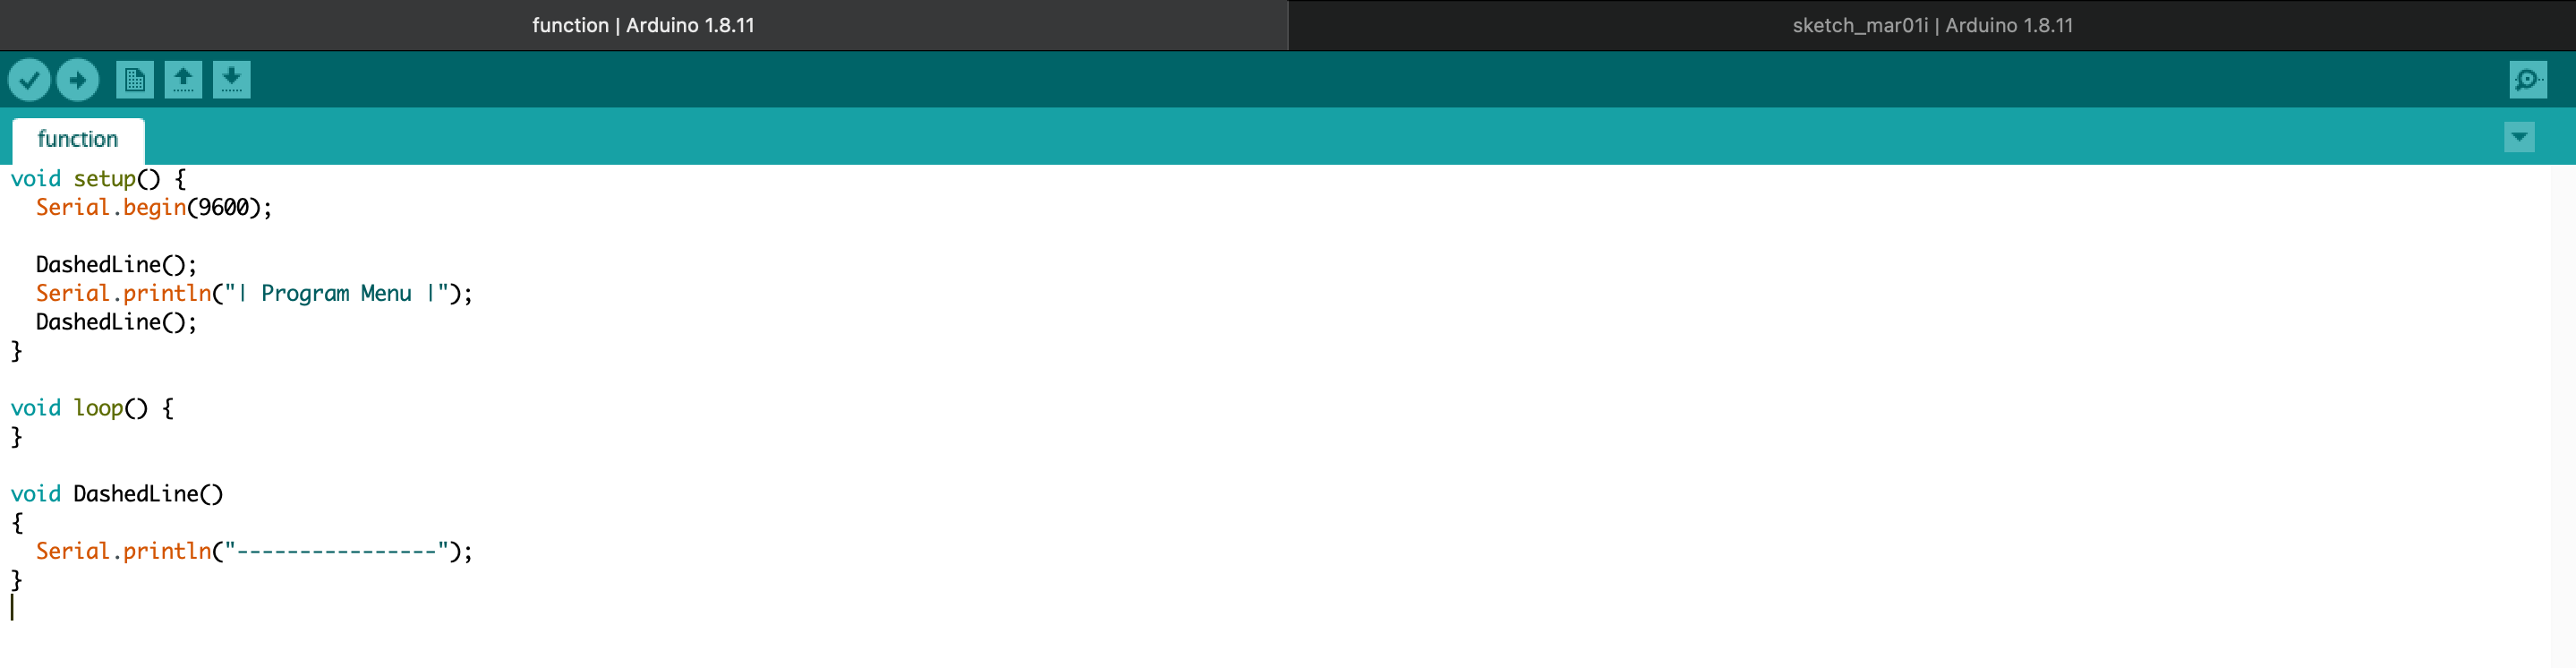 function | Arduino 1.8.11
sketch_mar01i | Arduino 1.8.11
function
void setup() {
  Serial.begin(9600);

  DashedLine();
  Serial.println("| Program Menu |");
  DashedLine();
}

void loop() {
}

void DashedLine()
{
  Serial.println("----------------");
}